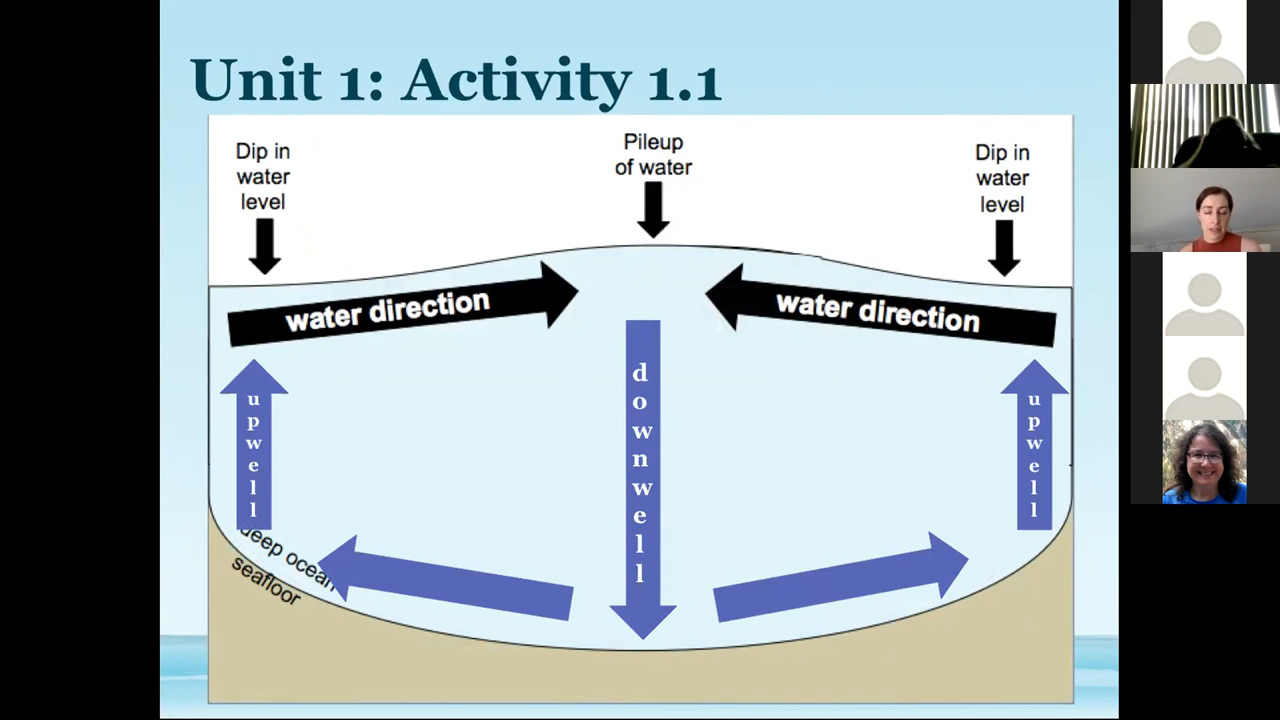 Unit 1: Activity 1.1
Dip in
water
level
Pileup
of water
Dip in
water
level
water direction
water direction
upwell
downwell
upwell
deep ocean
seafloor